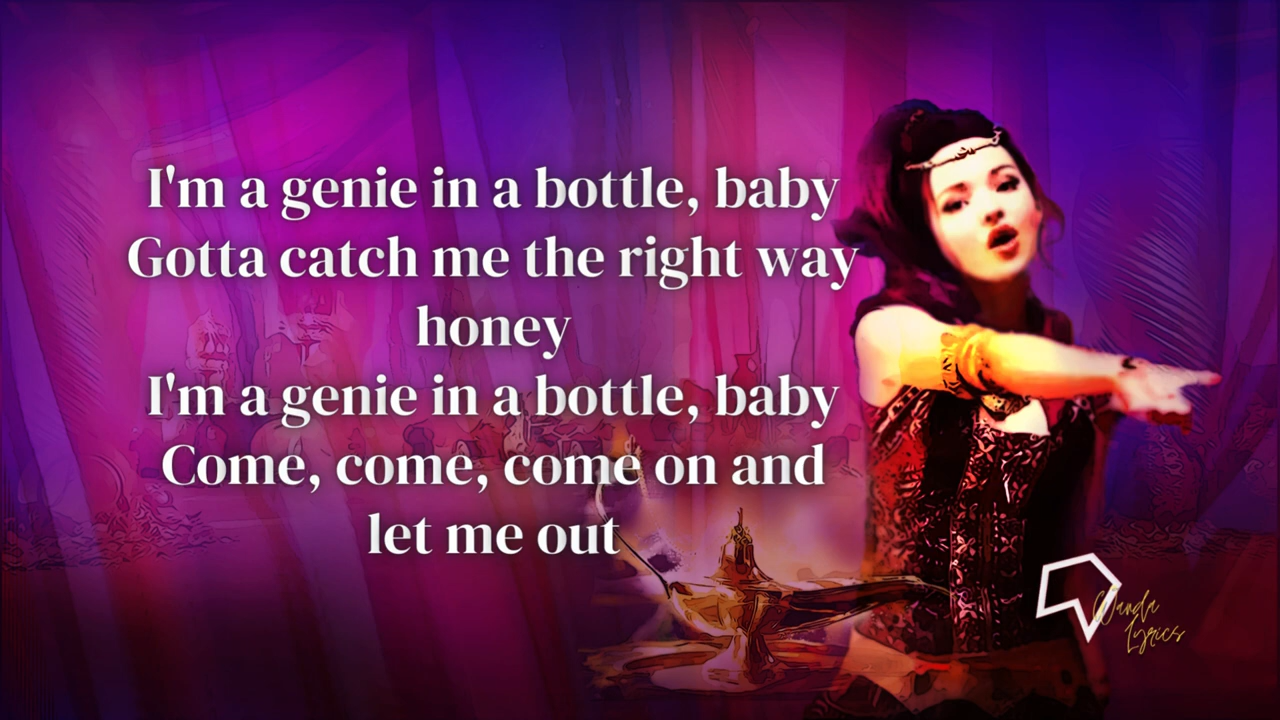 I'm a genie in a bottle, baby
Gotta catch me the right way
honey
I'm a genie in a bottle, baby
Come, come, come on and
let me out
Wanda
Lyrics